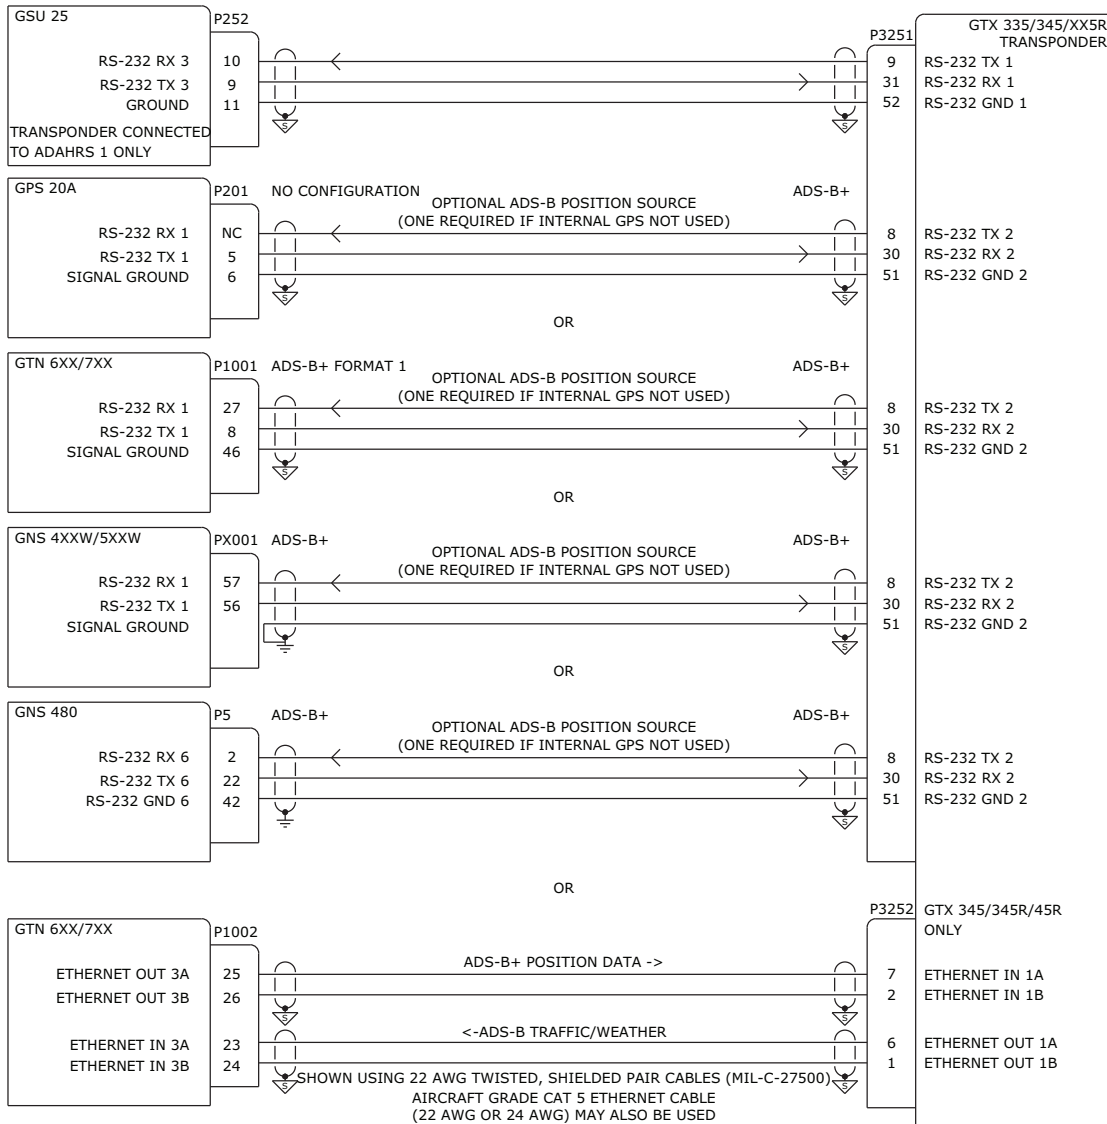 GSU 25
P252
GTX 335/345/XX5R
TRANSPONDER
P3251
RS-232 RX 3 10 9 RS-232 TX 1
RS-232 TX 3 9 31 RS-232 RX 1
GROUND 11 52 RS-232 GND 1
S S
TRANSPONDER CONNECTED
TO ADAHRS 1 ONLY
GPS 20A
P201 NO CONFIGURATION ADS-B+
OPTIONAL ADS-B POSITION SOURCE
(ONE REQUIRED IF INTERNAL GPS NOT USED)
RS-232 RX 1 NC 8 RS-232 TX 2
RS-232 TX 1 5 30 RS-232 RX 2
SIGNAL GROUND 6 51 RS-232 GND 2
S S
OR
GTN 6XX/7XX
P1001 ADS-B+ FORMAT 1 ADS-B+
OPTIONAL ADS-B POSITION SOURCE
(ONE REQUIRED IF INTERNAL GPS NOT USED)
RS-232 RX 1 27 8 RS-232 TX 2
RS-232 TX 1 8 30 RS-232 RX 2
SIGNAL GROUND 46 51 RS-232 GND 2
S S
OR
GNS 4XXW/5XXW
PX001 ADS-B+ ADS-B+
OPTIONAL ADS-B POSITION SOURCE
(ONE REQUIRED IF INTERNAL GPS NOT USED)
RS-232 RX 1 57 8 RS-232 TX 2
RS-232 TX 1 56 30 RS-232 RX 2
SIGNAL GROUND 51 RS-232 GND 2
S
OR
GNS 480
P5 ADS-B+ ADS-B+
OPTIONAL ADS-B POSITION SOURCE
(ONE REQUIRED IF INTERNAL GPS NOT USED)
RS-232 RX 6 2 8 RS-232 TX 2
RS-232 TX 6 22 30 RS-232 RX 2
RS-232 GND 6 42 51 RS-232 GND 2
S
OR
P3252 GTX 345/345R/45R
ONLY
GTN 6XX/7XX
P1002
ADS-B+ POSITION DATA ->
ETHERNET OUT 3A 25 7 ETHERNET IN 1A
ETHERNET OUT 3B 26 2 ETHERNET IN 1B
S S
<-ADS-B TRAFFIC/WEATHER
ETHERNET IN 3A 23 6 ETHERNET OUT 1A
ETHERNET IN 3B 24 1 ETHERNET OUT 1B
S SHOWN USING 22 AWG TWISTED, SHIELDED PAIR CABLES (MIL-C-27500) S
AIRCRAFT GRADE CAT 5 ETHERNET CABLE
(22 AWG OR 24 AWG) MAY ALSO BE USED